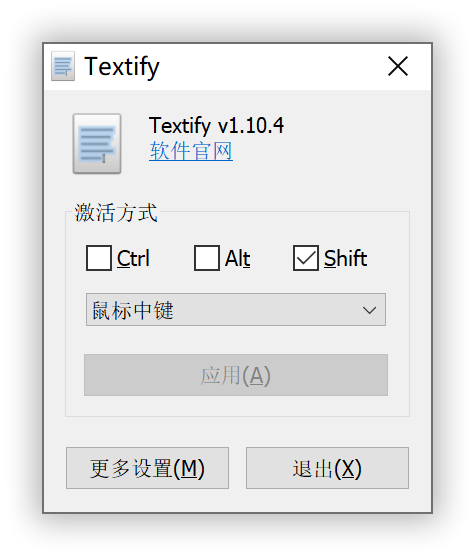 Textify
Textify v1.10.4
软件官网
激活方式
Ctrl
Alt
Shift
鼠标中键
应用(A)
更多设置(M)
退出(X)